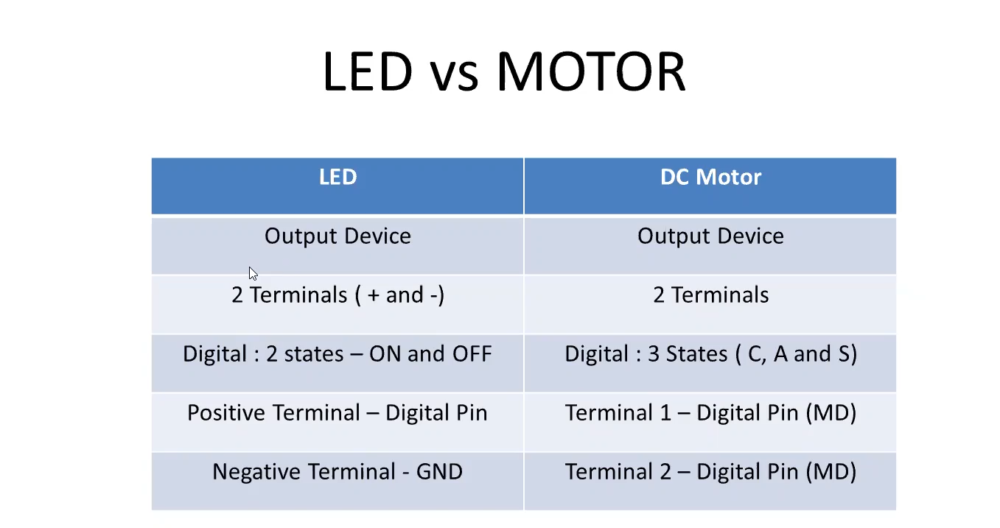 LED vs MOTOR
LED
DC Motor
Output Device
Output Device
2 Terminals ( + and -)
2 Terminals
Digital : 2 states – ON and OFF
Digital : 3 States ( C, A and S)
Positive Terminal – Digital Pin
Terminal 1 – Digital Pin (MD)
Negative Terminal - GND
Terminal 2 – Digital Pin (MD)